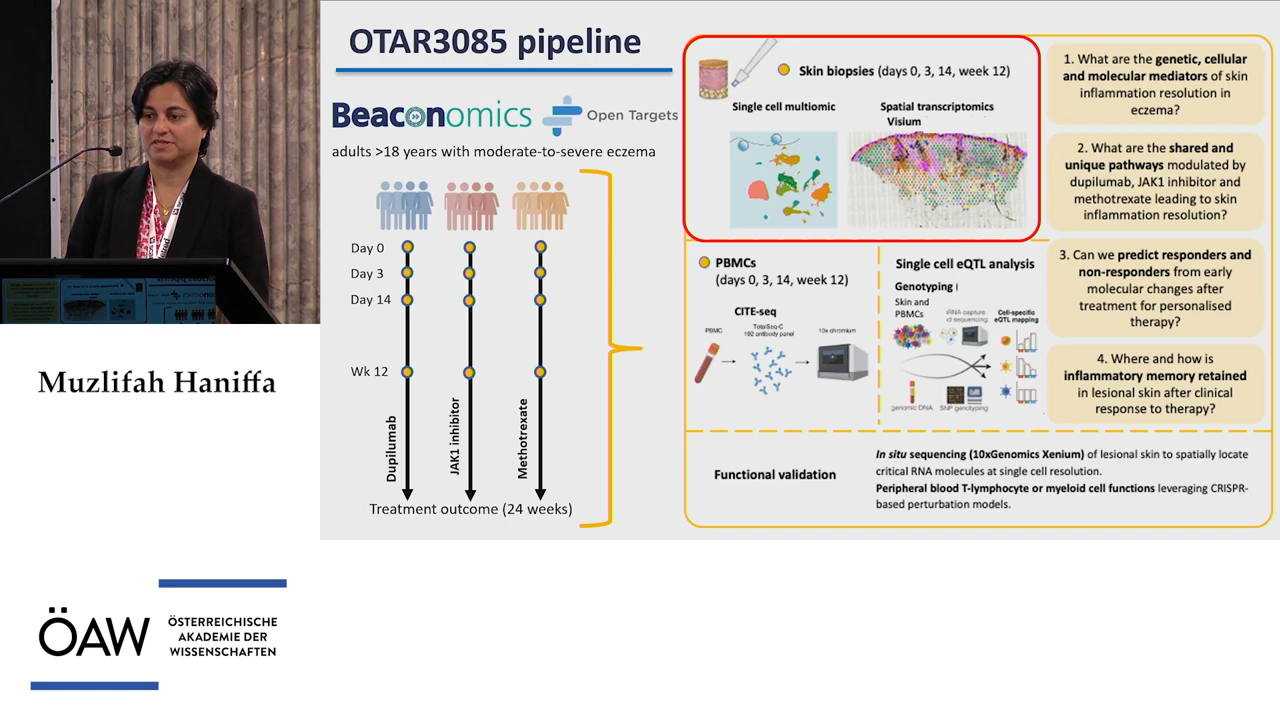 OTAR3085 pipeline
Beaconomics
Open Targets
adults >18 years with moderate-to-severe eczema
Day 0
Day 3
Day 14
Wk 12
Dupilumab
JAK1 inhibitor
Methotrexate
Treatment outcome (24 weeks)
Skin biopsies (days 0, 3, 14, week 12)
Single cell multiomic
Spatial transcriptomics
Visium
PBMCs
(days 0, 3, 14, week 12)
CITE-seq
PBMC
TotalSeq-C
192 antibody panel
10x chromium
Single cell eQTL analysis
Genotyping
Skin and
PBMCs
Cell-specific
eQTL mapping
genomic DNA
SNP genotyping
Functional validation
In situ sequencing (10xGenomics Xenium) of lesional skin to spatially locate
critical RNA molecules at single cell resolution.
Peripheral blood T-lymphocyte or myeloid cell functions leveraging CRISPR-
based perturbation models.
1. What are the genetic, cellular
and molecular mediators of skin
inflammation resolution in
eczema?
2. What are the shared and
unique pathways modulated by
dupilumab, JAK1 inhibitor and
methotrexate leading to skin
inflammation resolution?
3. Can we predict responders and
non-responders from early
molecular changes after
treatment for personalised
therapy?
4. Where and how is
inflammatory memory retained
in lesional skin after clinical
response to therapy?
Muzlifah Haniffa
ÖAW
ÖSTERREICHISCHE
AKADEMIE DER
WISSENSCHAFTEN